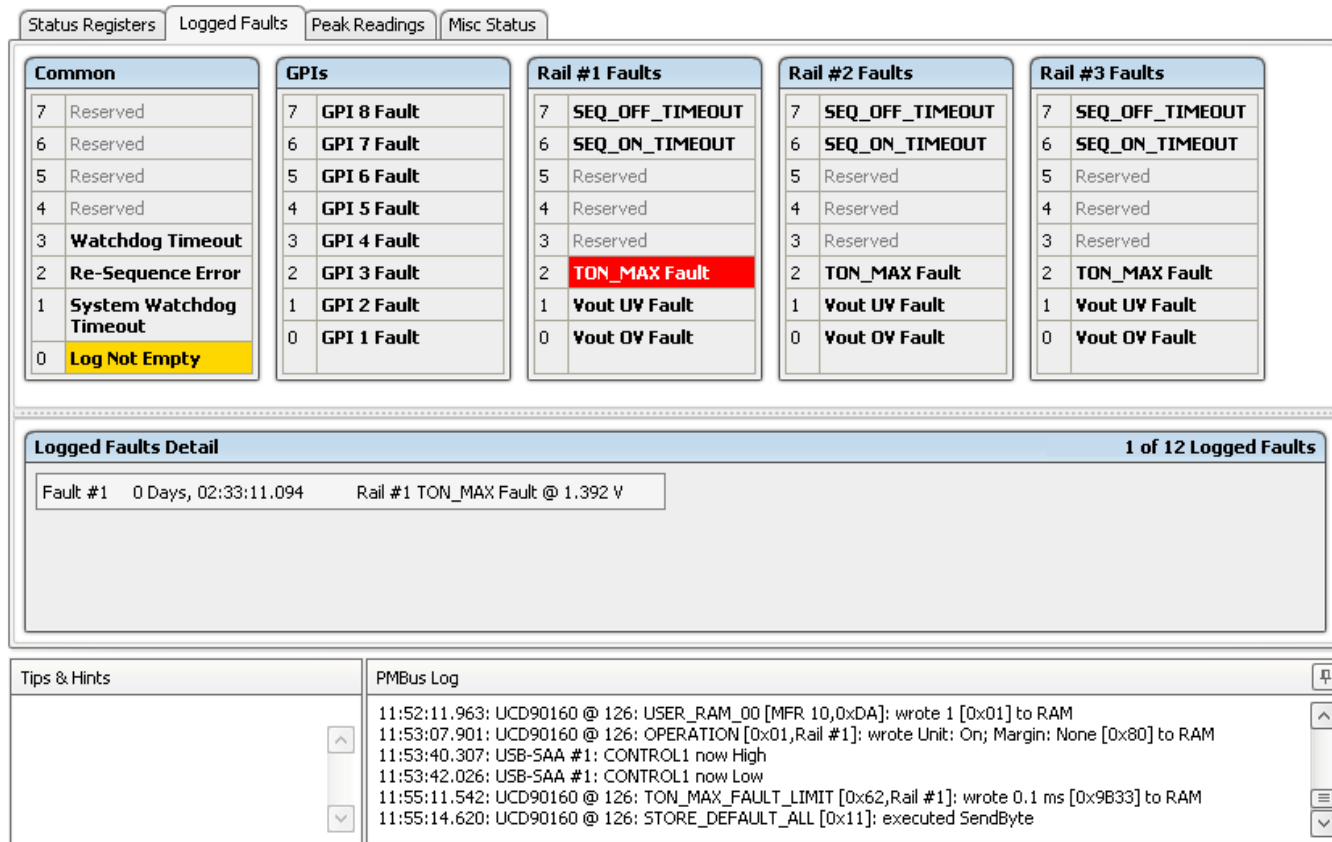 Status Registers Logged Faults Peak Readings Misc Status
Common
7 Reserved
6 Reserved
5 Reserved
4 Reserved
3 Watchdog Timeout
2 Re-Sequence Error
1 System Watchdog
Timeout
0 Log Not Empty
GPIs
7 GPI 8 Fault
6 GPI 7 Fault
5 GPI 6 Fault
4 GPI 5 Fault
3 GPI 4 Fault
2 GPI 3 Fault
1 GPI 2 Fault
0 GPI 1 Fault
Rail #1 Faults
7 SEQ_OFF_TIMEOUT
6 SEQ_ON_TIMEOUT
5 Reserved
4 Reserved
3 Reserved
2 TON_MAX Fault
1 Vout UV Fault
0 Vout OV Fault
Rail #2 Faults
7 SEQ_OFF_TIMEOUT
6 SEQ_ON_TIMEOUT
5 Reserved
4 Reserved
3 Reserved
2 TON_MAX Fault
1 Vout UV Fault
0 Vout OV Fault
Rail #3 Faults
7 SEQ_OFF_TIMEOUT
6 SEQ_ON_TIMEOUT
5 Reserved
4 Reserved
3 Reserved
2 TON_MAX Fault
1 Vout UV Fault
0 Vout OV Fault
Logged Faults Detail 1 of 12 Logged Faults
Fault #1 0 Days, 02:33:11.094 Rail #1 TON_MAX Fault @ 1.392 V
Tips & Hints
PMBus Log
11:52:11.963: UCD90160 @ 126: USER_RAM_00 [MFR 10,0xDA]: wrote 1 [0x01] to RAM
11:53:07.901: UCD90160 @ 126: OPERATION [0x01,Rail #1]: wrote Unit: On; Margin: None [0x80] to RAM
11:53:40.307: USB-SAA #1: CONTROL1 now High
11:53:42.026: USB-SAA #1: CONTROL1 now Low
11:55:11.542: UCD90160 @ 126: TON_MAX_FAULT_LIMIT [0x62,Rail #1]: wrote 0.1 ms [0x9B33] to RAM
11:55:14.620: UCD90160 @ 126: STORE_DEFAULT_ALL [0x11]: executed SendByte